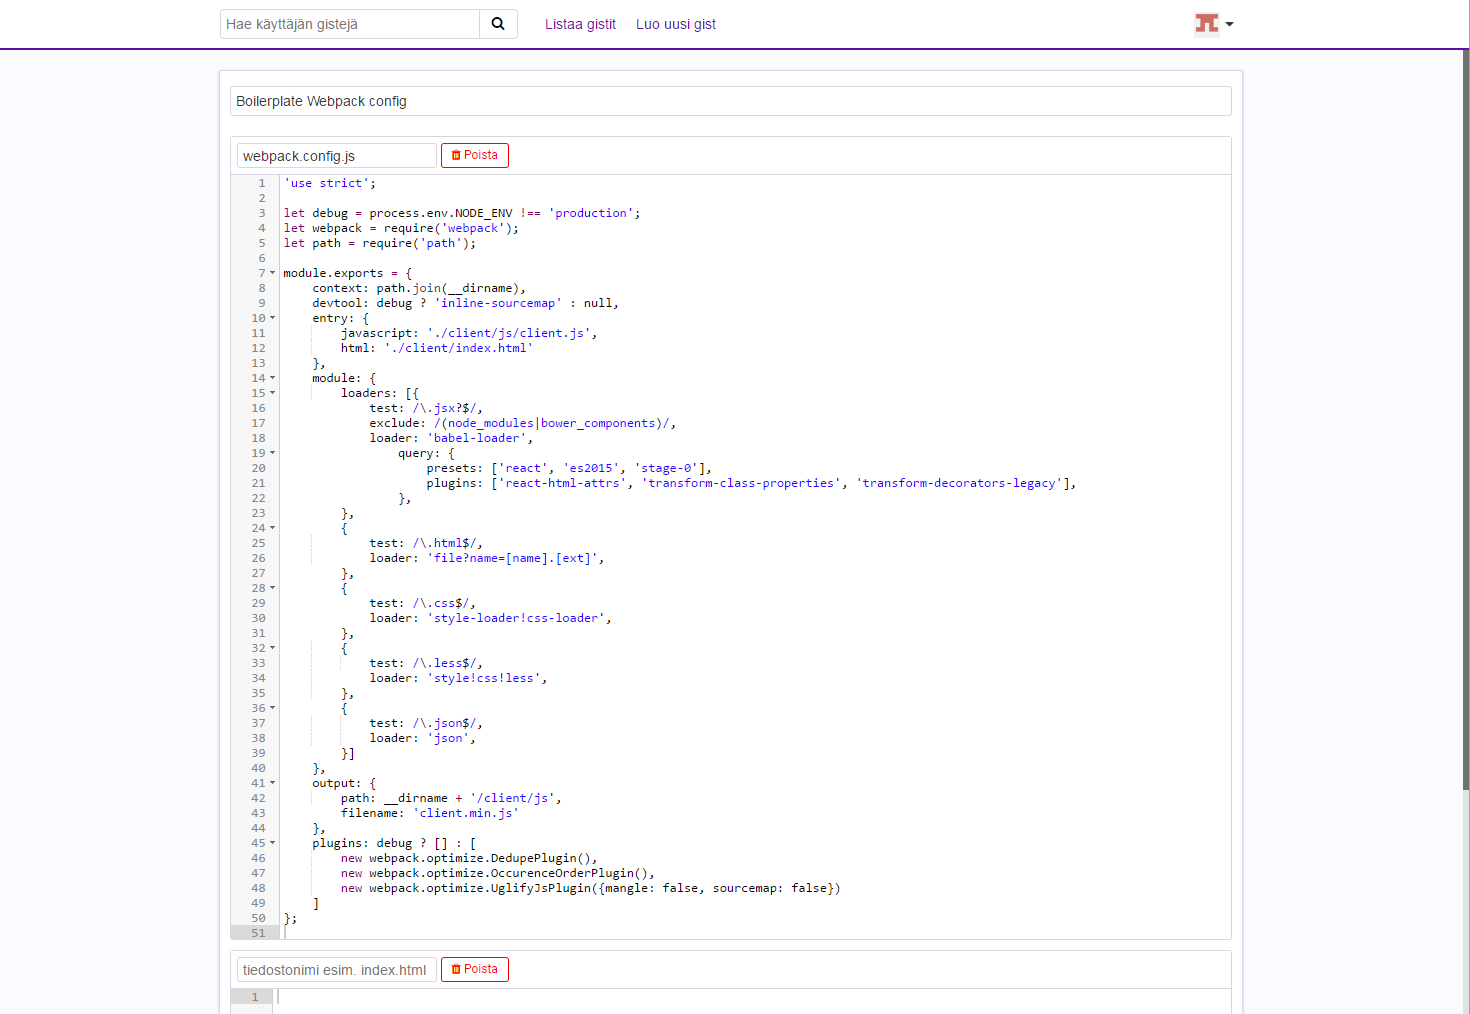 Hae käyttäjän gistejä
Listaa gistit
Luo uusi gist
Boilerplate Webpack config
webpack.config.js
Poista
1 'use strict';
2
3 let debug = process.env.NODE_ENV !== 'production';
4 let webpack = require('webpack');
5 let path = require('path');
6
7 module.exports = {
8     context: path.join(__dirname),
9     devtool: debug ? 'inline-sourcemap' : null,
10     entry: {
11         javascript: './client/js/client.js',
12         html: './client/index.html'
13     },
14     module: {
15         loaders: [{
16             test: /\.jsx?$/,
17             exclude: /(node_modules|bower_components)/,
18             loader: 'babel-loader',
19                 query: {
20                     presets: ['react', 'es2015', 'stage-0'],
21                     plugins: ['react-html-attrs', 'transform-class-properties', 'transform-decorators-legacy'],
22                 },
23         },
24         {
25             test: /\.html$/,
26             loader: 'file?name=[name].[ext]',
27         },
28         {
29             test: /\.css$/,
30             loader: 'style-loader!css-loader',
31         },
32         {
33             test: /\.less$/,
34             loader: 'style!css!less',
35         },
36         {
37             test: /\.json$/,
38             loader: 'json',
39         }]
40     },
41     output: {
42         path: __dirname + '/client/js',
43         filename: 'client.min.js'
44     },
45     plugins: debug ? [] : [
46         new webpack.optimize.DedupePlugin(),
47         new webpack.optimize.OccurenceOrderPlugin(),
48         new webpack.optimize.UglifyJsPlugin({mangle: false, sourcemap: false})
49     ]
50 };
51
tiedostonimi esim. index.html
Poista
1